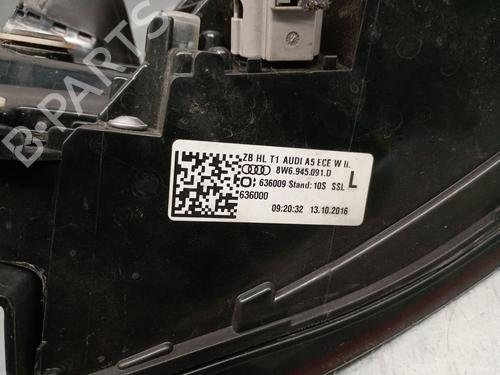 ZB HL T1 AUDI A5 ECE W li.
8W6.945.091.D
636009 Stand: 10S SSL L
636000
09:20:32 13.10.2016
B-PARTS